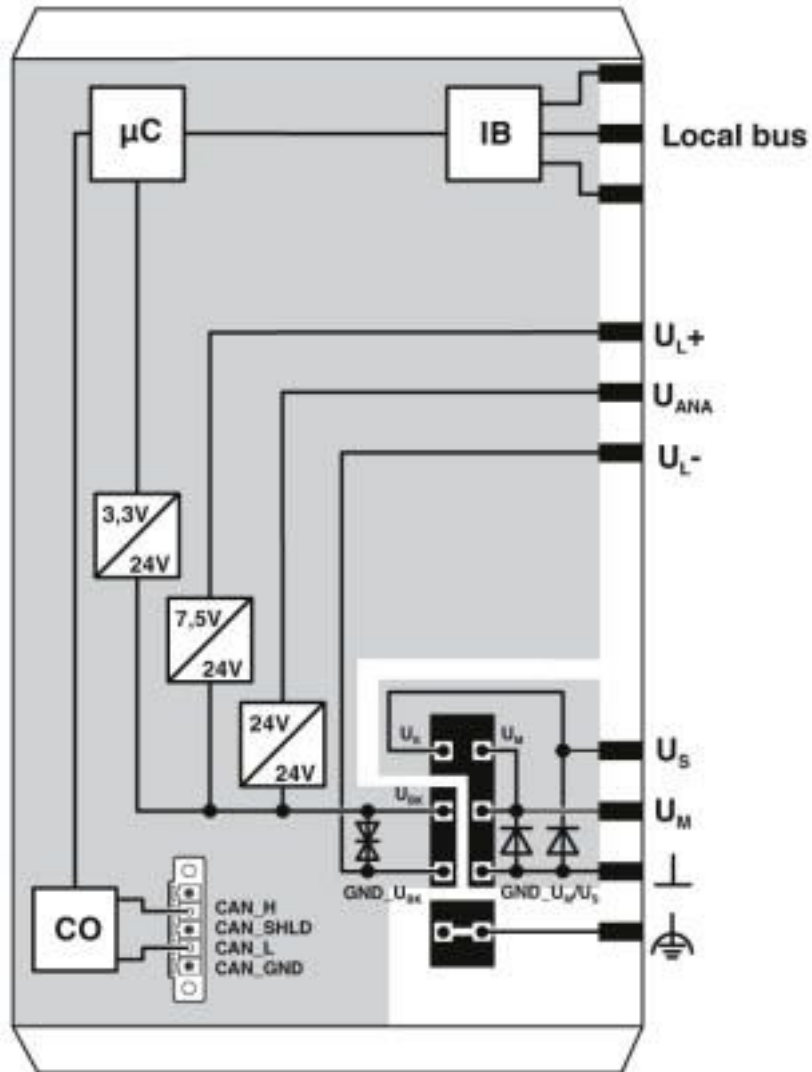 µC
IB
Local bus
U_L+
U_ANA
U_L-
3,3V
24V
7,5V
24V
24V
24V
U_S
U_M
U_S
U_BK
U_M
GND_U_BK
GND_U_M/U_S
CO
CAN_H
CAN_SHLD
CAN_L
CAN_GND